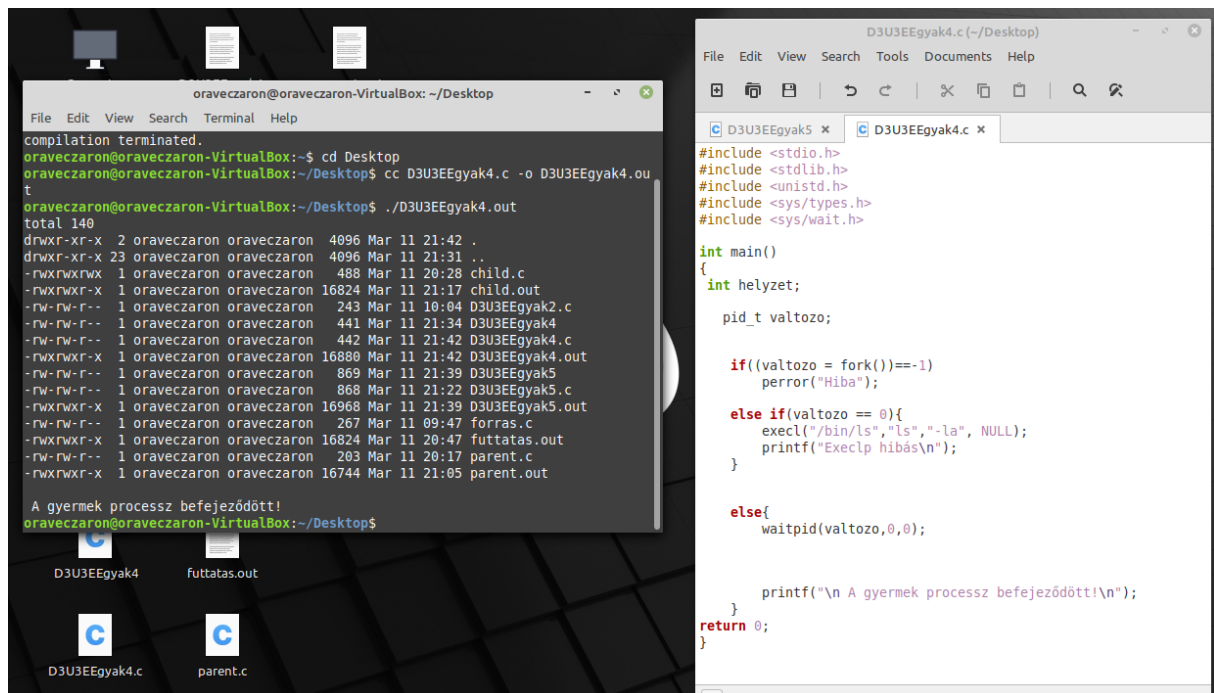 oraveczaron@oraveczaron-VirtualBox: ~/Desktop
File Edit View Search Terminal Help
compilation terminated.
oraveczaron@oraveczaron-VirtualBox:~$ cd Desktop
oraveczaron@oraveczaron-VirtualBox:~/Desktop$ cc D3U3EEgyak4.c -o D3U3EEgyak4.ou
t
oraveczaron@oraveczaron-VirtualBox:~/Desktop$ ./D3U3EEgyak4.out
total 140
drwxr-xr-x  2 oraveczaron oraveczaron  4096 Mar 11 21:42 .
drwxr-xr-x 23 oraveczaron oraveczaron  4096 Mar 11 21:31 ..
-rwxrwxrwx  1 oraveczaron oraveczaron   488 Mar 11 20:28 child.c
-rwxrwxr-x  1 oraveczaron oraveczaron 16824 Mar 11 21:17 child.out
-rw-rw-r--  1 oraveczaron oraveczaron   243 Mar 11 10:04 D3U3EEgyak2.c
-rw-rw-r--  1 oraveczaron oraveczaron   441 Mar 11 21:34 D3U3EEgyak4
-rw-rw-r--  1 oraveczaron oraveczaron   442 Mar 11 21:42 D3U3EEgyak4.c
-rwxrwxr-x  1 oraveczaron oraveczaron 16880 Mar 11 21:42 D3U3EEgyak4.out
-rw-rw-r--  1 oraveczaron oraveczaron   869 Mar 11 21:39 D3U3EEgyak5
-rw-rw-r--  1 oraveczaron oraveczaron   868 Mar 11 21:22 D3U3EEgyak5.c
-rwxrwxr-x  1 oraveczaron oraveczaron 16968 Mar 11 21:39 D3U3EEgyak5.out
-rw-rw-r--  1 oraveczaron oraveczaron   267 Mar 11 09:47 forras.c
-rwxrwxr-x  1 oraveczaron oraveczaron 16824 Mar 11 20:47 futtatas.out
-rw-rw-r--  1 oraveczaron oraveczaron   203 Mar 11 20:17 parent.c
-rwxrwxr-x  1 oraveczaron oraveczaron 16744 Mar 11 21:05 parent.out
A gyermek processz befejeződött!
oraveczaron@oraveczaron-VirtualBox:~/Desktop$
D3U3EEgyak4 futtatas.out
D3U3EEgyak4.c parent.c
D3U3EEgyak4.c (~/Desktop)
File Edit View Search Tools Documents Help
D3U3EEgyak5 D3U3EEgyak4.c
#include <stdio.h>
#include <stdlib.h>
#include <unistd.h>
#include <sys/types.h>
#include <sys/wait.h>
int main()
{
int helyzet;
pid_t valtozo;
if((valtozo = fork())==-1)
perror("Hiba");
else if(valtozo == 0){
execl("/bin/ls","ls","-la", NULL);
printf("Execlp hibás\n");
}
else{
waitpid(valtozo,0,0);
printf("\n A gyermek processz befejeződött!\n");
}
return 0;
}